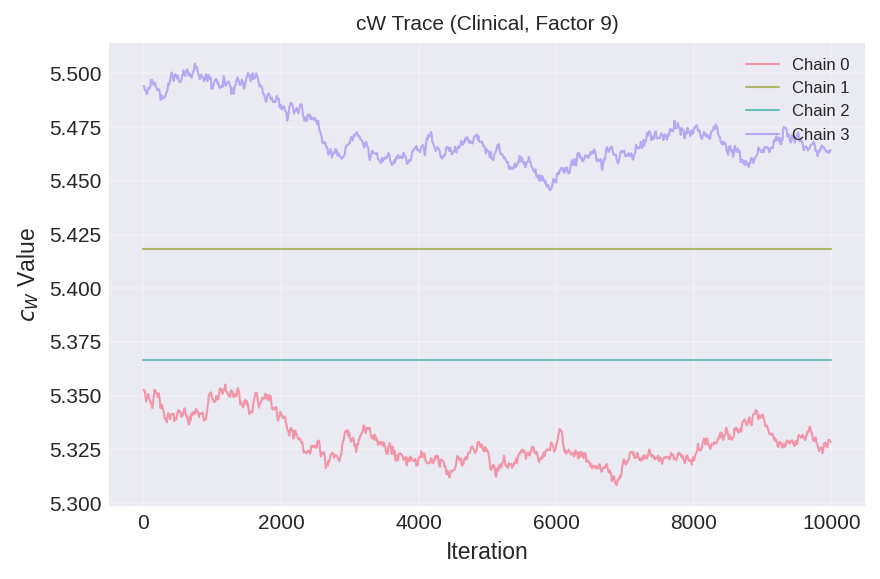 cW Trace (Clinical, Factor 9)
Chain 0
Chain 1
Chain 2
Chain 3
5.500
5.475
5.450
5.425
5.400
5.375
5.350
5.325
5.300
cW Value
0 2000 4000 6000 8000 10000
Iteration